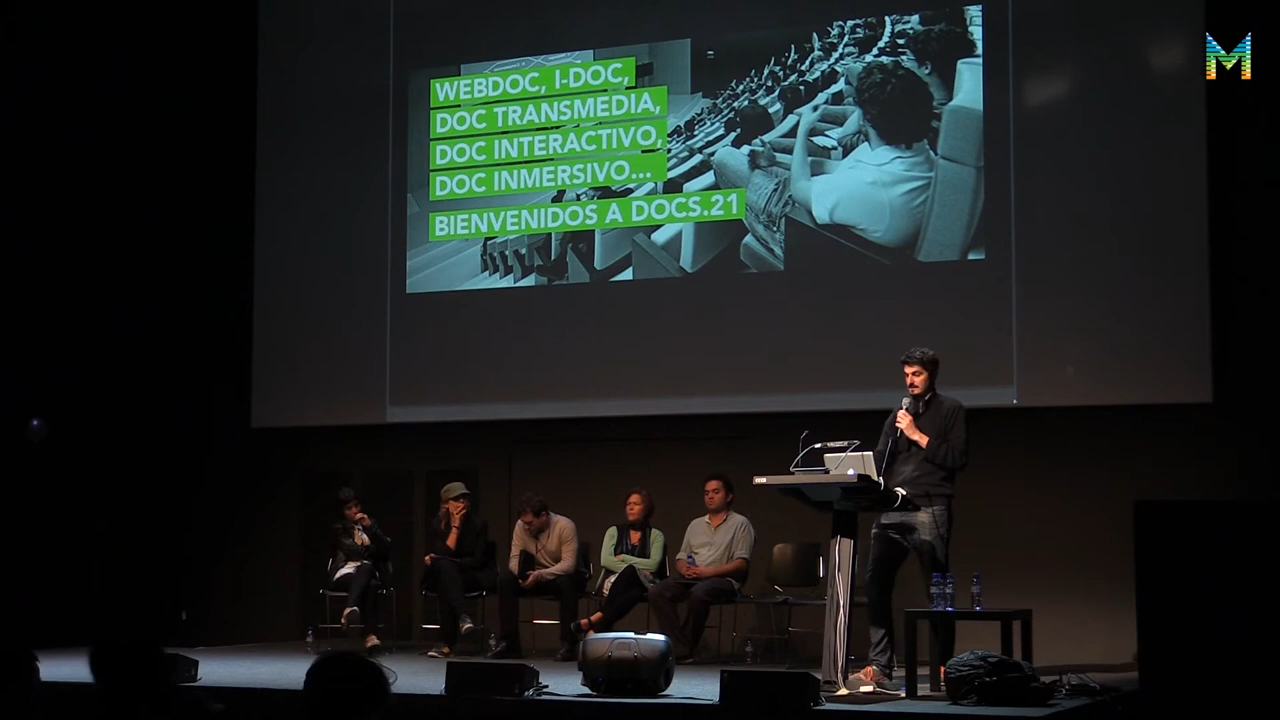 WEBDOC, I-DOC,
DOC TRANSMEDIA,
DOC INTERACTIVO,
DOC INMERSIVO...
BIENVENIDOS A DOCS.21
M